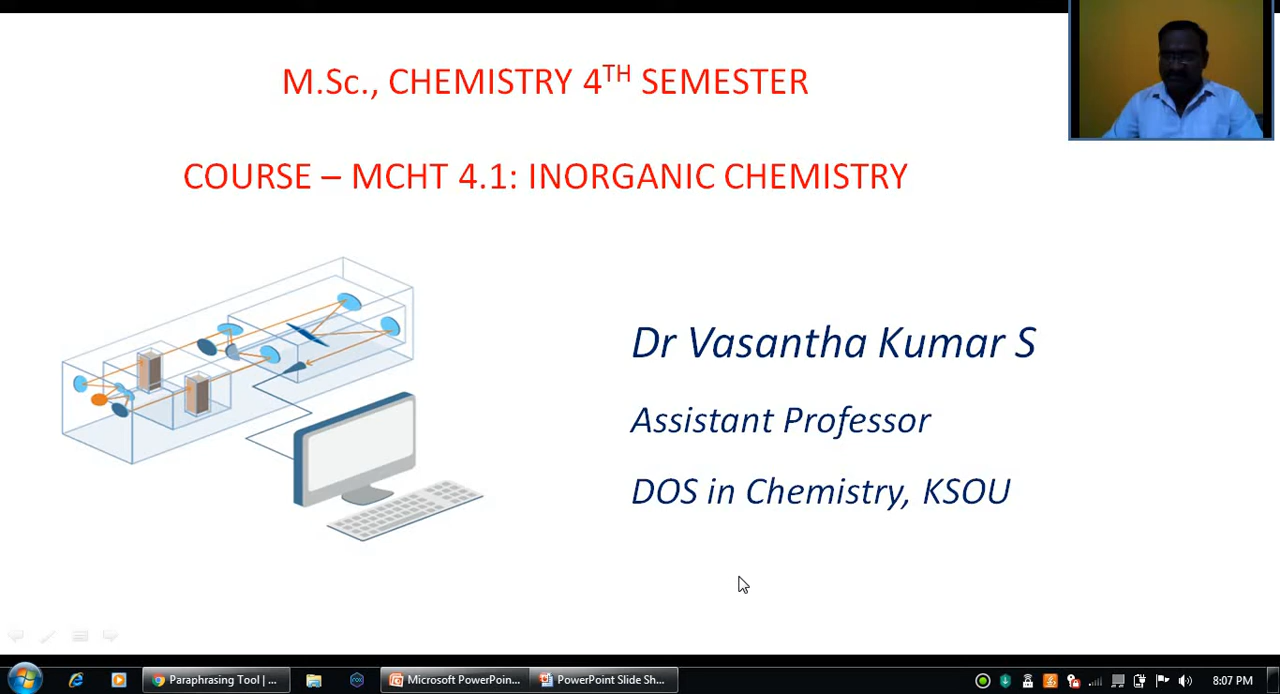 M.Sc., CHEMISTRY 4TH SEMESTER
COURSE – MCHT 4.1: INORGANIC CHEMISTRY
Dr Vasantha Kumar S
Assistant Professor
DOS in Chemistry, KSOU
Paraphrasing Tool | ...
Microsoft PowerPoin...
PowerPoint Slide Sh...
8:07 PM